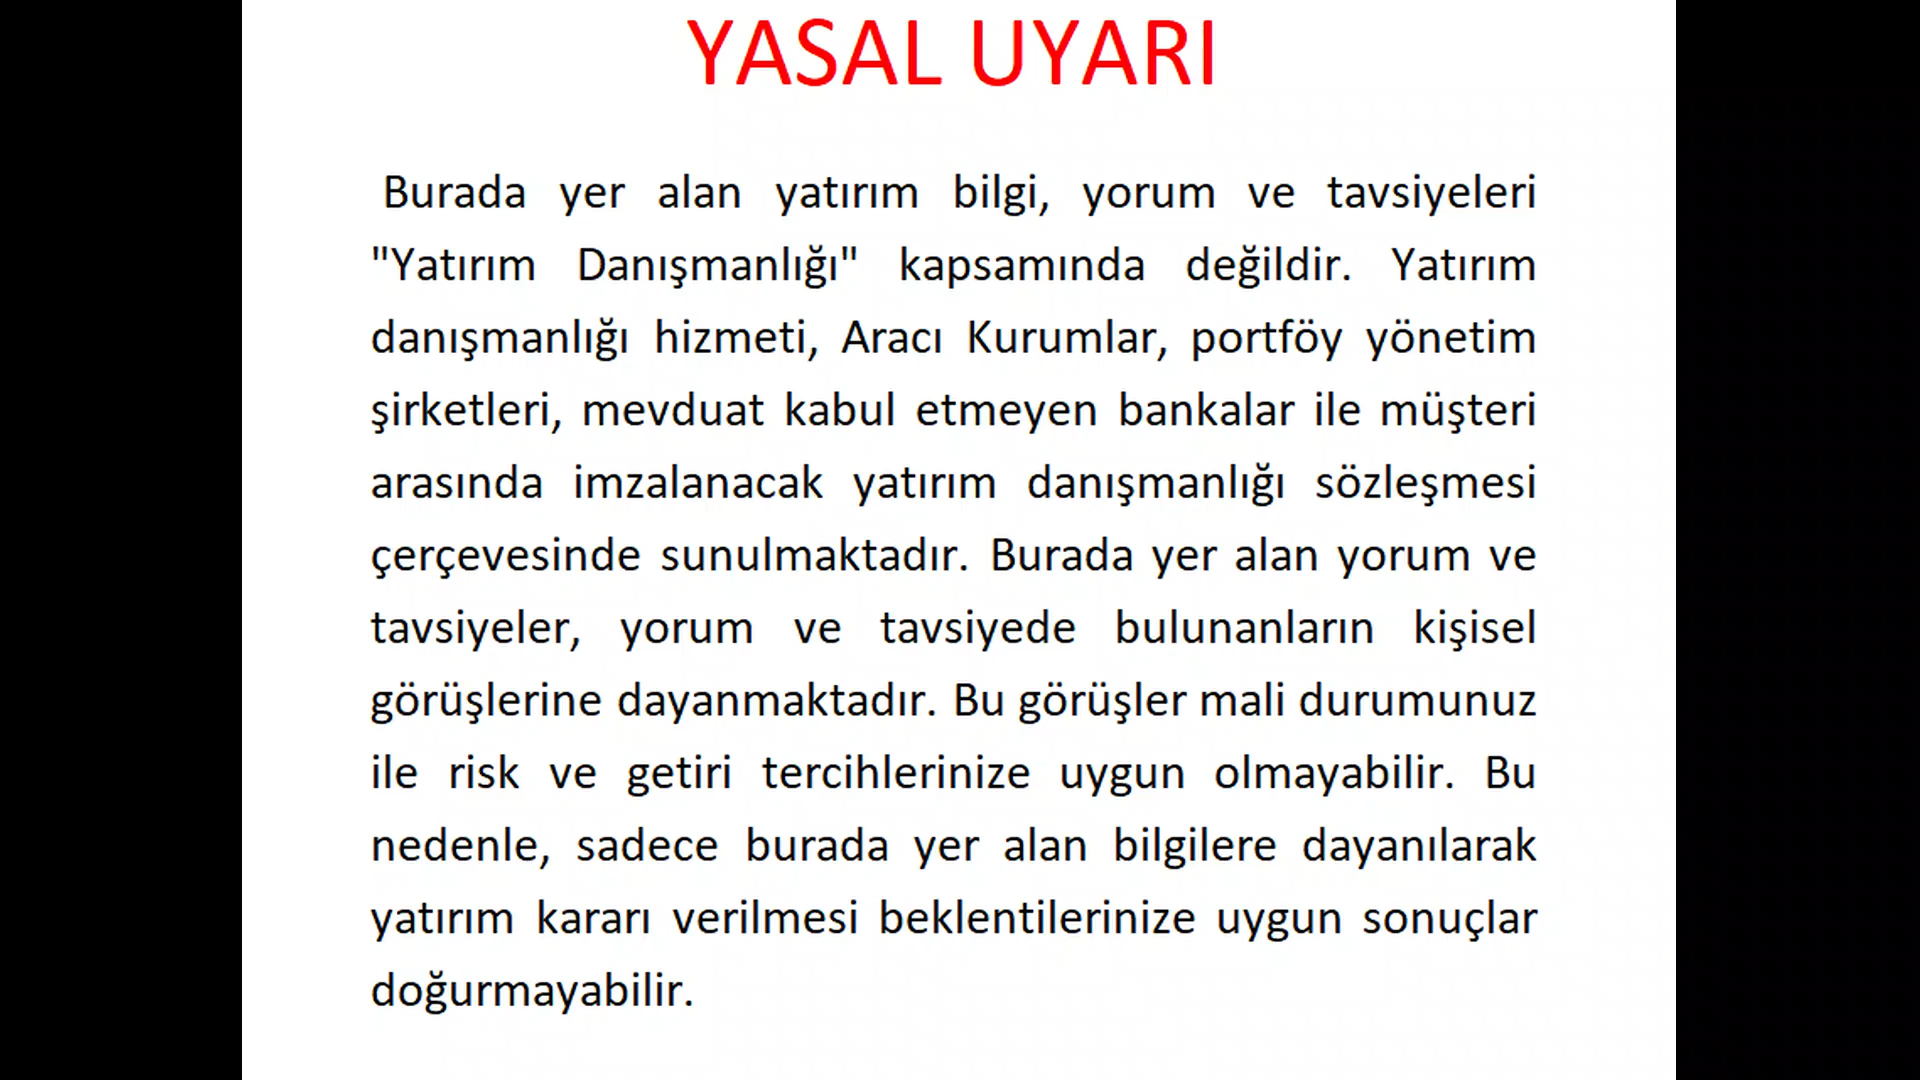 YASAL UYARI
Burada yer alan yatırım bilgi, yorum ve tavsiyeleri
"Yatırım Danışmanlığı" kapsamında değildir. Yatırım
danışmanlığı hizmeti, Aracı Kurumlar, portföy yönetim
şirketleri, mevduat kabul etmeyen bankalar ile müşteri
arasında imzalanacak yatırım danışmanlığı sözleşmesi
çerçevesinde sunulmaktadır. Burada yer alan yorum ve
tavsiyeler, yorum ve tavsiyede bulunanların kişisel
görüşlerine dayanmaktadır. Bu görüşler mali durumunuz
ile risk ve getiri tercihlerinize uygun olmayabilir. Bu
nedenle, sadece burada yer alan bilgilere dayanılarak
yatırım kararı verilmesi beklentilerinize uygun sonuçlar
doğurmayabilir.